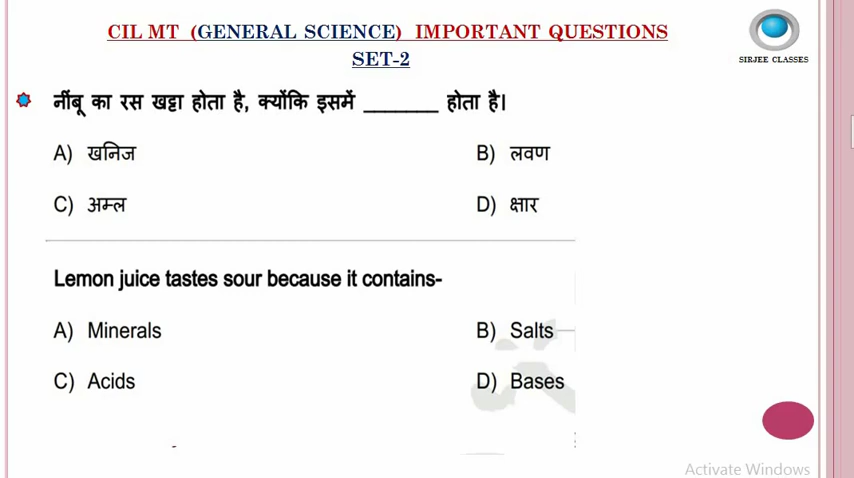 CIL MT (GENERAL SCIENCE) IMPORTANT QUESTIONS
SET-2
SIRJEE CLASSES
नींबू का रस खट्टा होता है, क्योंकि इसमें _______ होता है।
A) खनिज B) लवण
C) अम्ल D) क्षार
Lemon juice tastes sour because it contains-
A) Minerals B) Salts
C) Acids D) Bases
Activate Windows